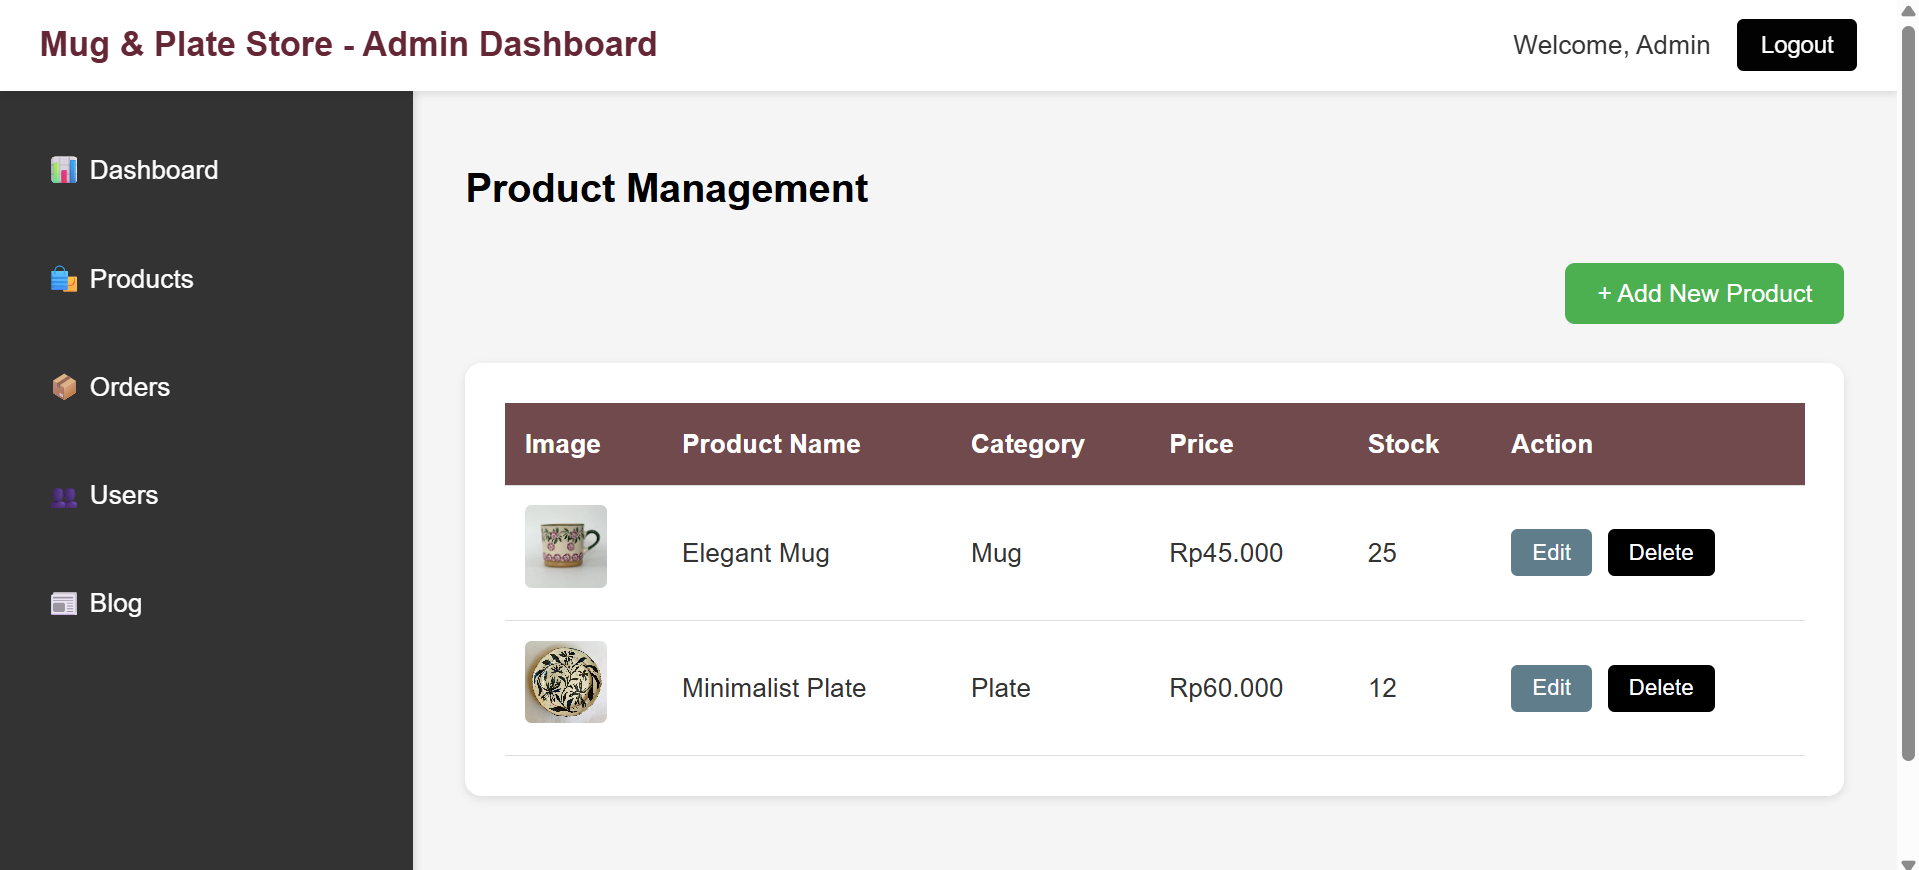 Mug & Plate Store - Admin Dashboard
Welcome, Admin
Logout
Dashboard
Products
Orders
Users
Blog
Product Management
+ Add New Product
Image Product Name Category Price Stock Action
Elegant Mug Mug Rp45.000 25 Edit Delete
Minimalist Plate Plate Rp60.000 12 Edit Delete